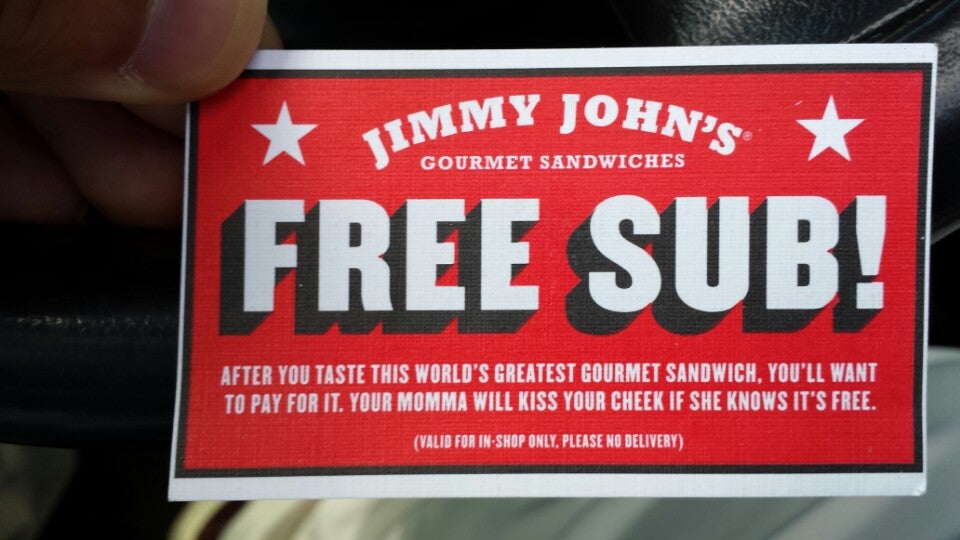 JIMMY JOHN'S®
GOURMET SANDWICHES
FREE SUB!
AFTER YOU TASTE THIS WORLD'S GREATEST GOURMET SANDWICH, YOU'LL WANT
TO PAY FOR IT. YOUR MOMMA WILL KISS YOUR CHEEK IF SHE KNOWS IT'S FREE.
(VALID FOR IN-SHOP ONLY, PLEASE NO DELIVERY)